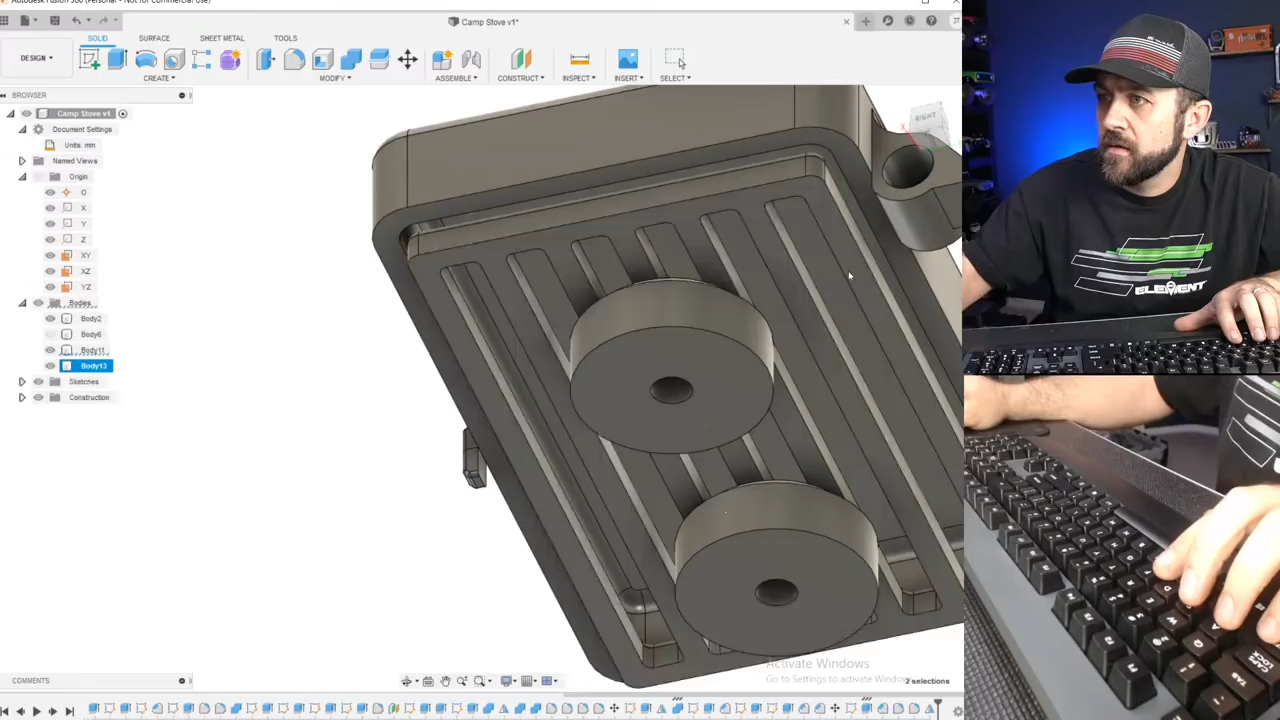 Autodesk Fusion 360 (Personal - Not for Commercial Use)
Camp Stove v1*
SOLID SURFACE SHEET METAL TOOLS
DESIGN
CREATE MODIFY ASSEMBLE CONSTRUCT INSPECT INSERT SELECT
BROWSER
Camp Stove v1
Document Settings
Units: mm
Named Views
Origin
O
X
Y
Z
XY
XZ
YZ
Bodies
Body2
Body6
Body11
Body13
Sketches
Construction
RIGHT
X
ELEMENT
Activate Windows
Go to Settings to activate Windows
2 selections
COMMENTS
CAPS LOCK